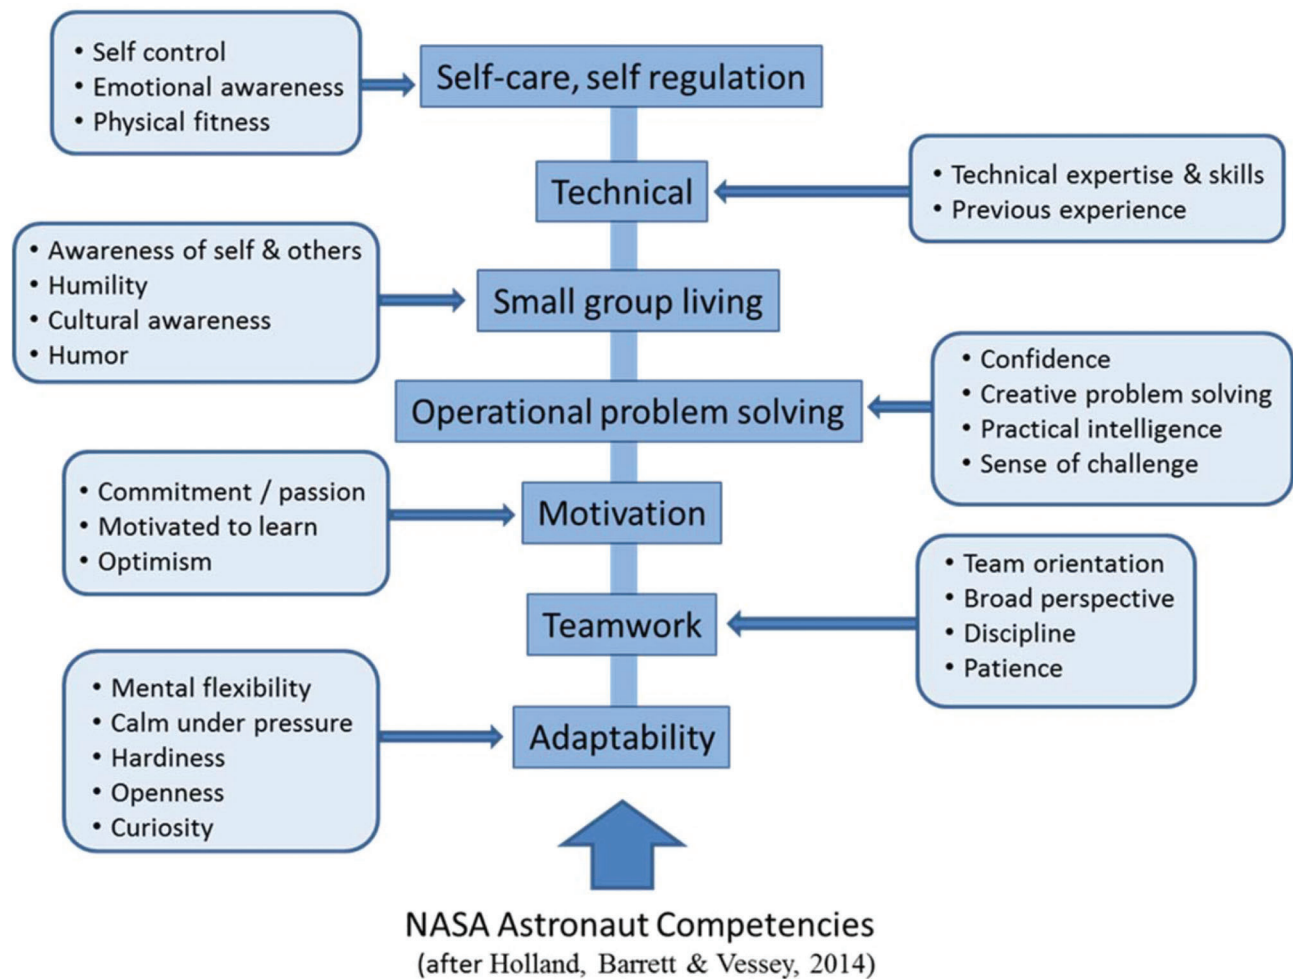 • Self control
• Emotional awareness
• Physical fitness
Self-care, self regulation
Technical
• Technical expertise & skills
• Previous experience
• Awareness of self & others
• Humility
• Cultural awareness
• Humor
Small group living
Operational problem solving
• Confidence
• Creative problem solving
• Practical intelligence
• Sense of challenge
• Commitment / passion
• Motivated to learn
• Optimism
Motivation
Teamwork
• Team orientation
• Broad perspective
• Discipline
• Patience
• Mental flexibility
• Calm under pressure
• Hardiness
• Openness
• Curiosity
Adaptability
NASA Astronaut Competencies
(after Holland, Barrett & Vessey, 2014)